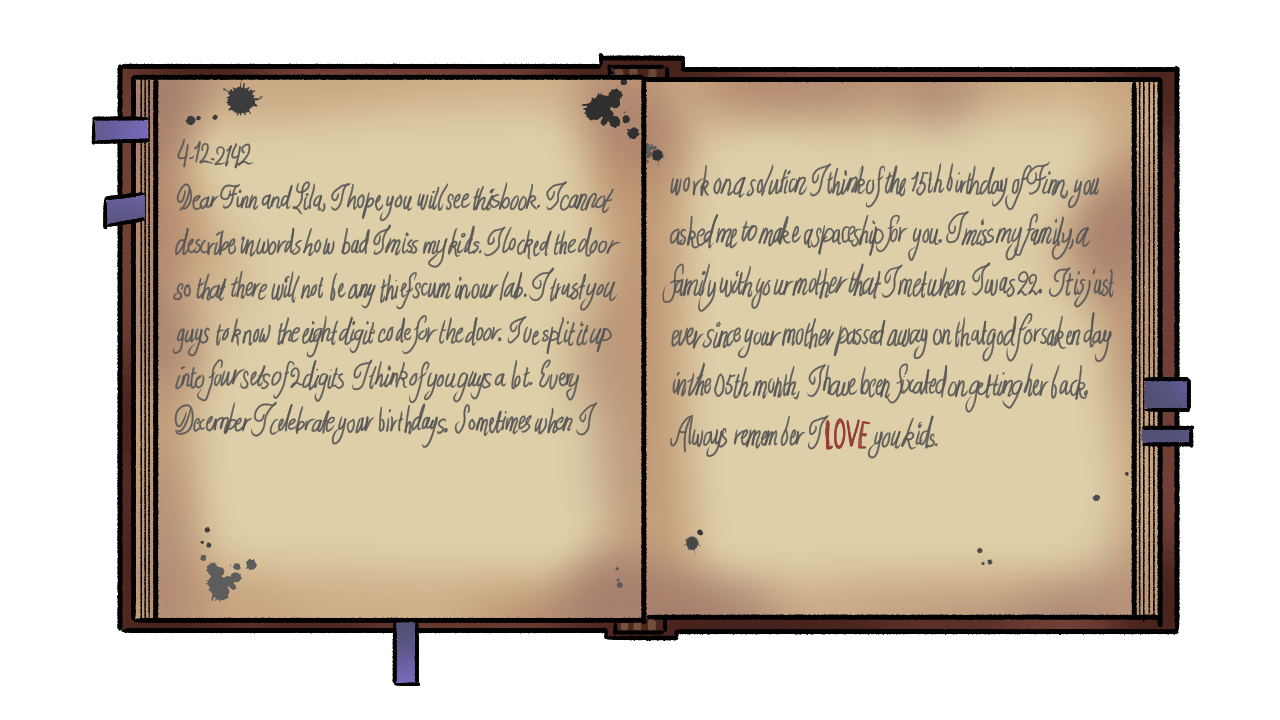 4-12-2142
Dear Finn and Lila, I hope you will see this book. I cannot
describe in words how bad I miss my kids. I locked the door
so that there will not be any thief scum in our lab. I trust you
guys to know the eight digit code for the door. I've split it up
into four sets of 2 digits I think of you guys a lot. Every
December I celebrate your birthdays. Sometimes when I
work on a solution I think of the 15th birthday of Finn, you
asked me to make a spaceship for you. I miss my family, a
family with your mother that I met when I was 22. It is just
ever since your mother passed away on that god forsaken day
in the 05th month, I have been fixated on getting her back.
Always remember I LOVE you kids.